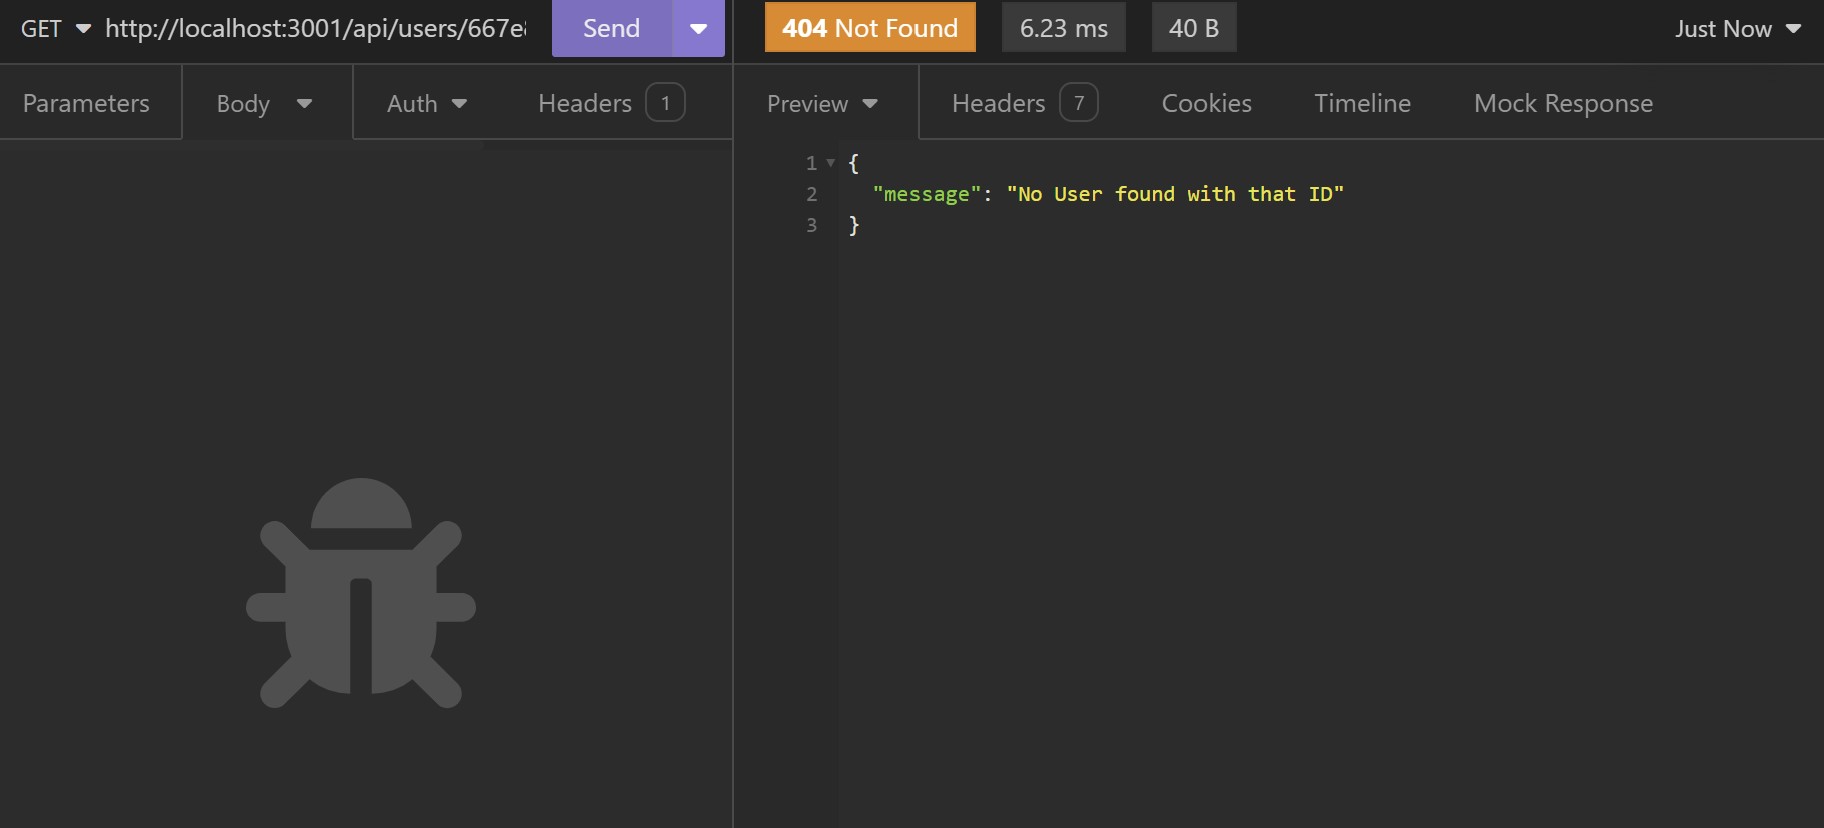 GET http://localhost:3001/api/users/667e Send
404 Not Found 6.23 ms 40 B Just Now
Parameters Body Auth Headers 1
Preview Headers 7 Cookies Timeline Mock Response
1 {
2 "message": "No User found with that ID"
3 }